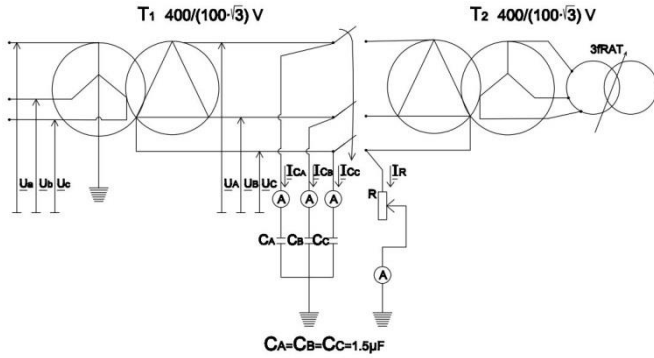 T1 400/(100·√3) V
T2 400/(100·√3) V
3fRAT
Ua Ub Uc
UA UB UC
ICA ICB ICC
IR
R
A A A
CA CB CC
A
CA=CB=CC=1.5µF